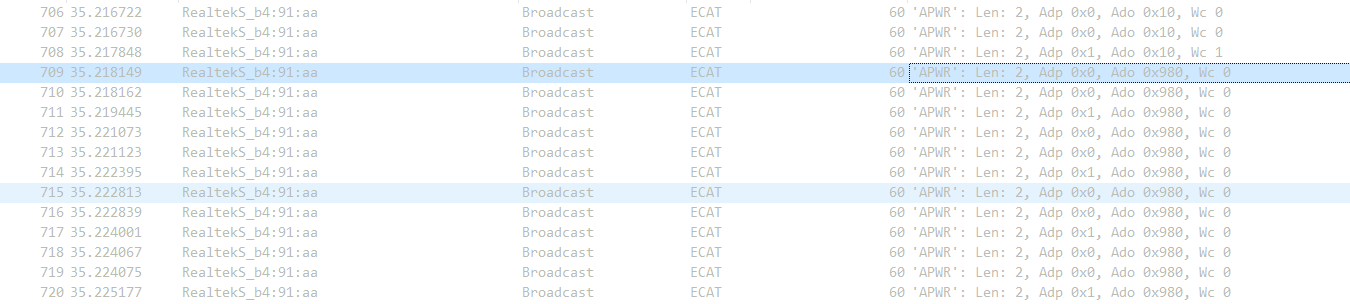 706 35.216722 RealtekS_b4:91:aa Broadcast ECAT 60 'APWR': Len: 2, Adp 0x0, Ado 0x10, Wc 0
707 35.216730 RealtekS_b4:91:aa Broadcast ECAT 60 'APWR': Len: 2, Adp 0x0, Ado 0x10, Wc 0
708 35.217848 RealtekS_b4:91:aa Broadcast ECAT 60 'APWR': Len: 2, Adp 0x1, Ado 0x10, Wc 1
709 35.218149 RealtekS_b4:91:aa Broadcast ECAT 60 'APWR': Len: 2, Adp 0x0, Ado 0x980, Wc 0
710 35.218162 RealtekS_b4:91:aa Broadcast ECAT 60 'APWR': Len: 2, Adp 0x0, Ado 0x980, Wc 0
711 35.219445 RealtekS_b4:91:aa Broadcast ECAT 60 'APWR': Len: 2, Adp 0x1, Ado 0x980, Wc 0
712 35.221073 RealtekS_b4:91:aa Broadcast ECAT 60 'APWR': Len: 2, Adp 0x0, Ado 0x980, Wc 0
713 35.221123 RealtekS_b4:91:aa Broadcast ECAT 60 'APWR': Len: 2, Adp 0x0, Ado 0x980, Wc 0
714 35.222395 RealtekS_b4:91:aa Broadcast ECAT 60 'APWR': Len: 2, Adp 0x1, Ado 0x980, Wc 0
715 35.222813 RealtekS_b4:91:aa Broadcast ECAT 60 'APWR': Len: 2, Adp 0x0, Ado 0x980, Wc 0
716 35.222839 RealtekS_b4:91:aa Broadcast ECAT 60 'APWR': Len: 2, Adp 0x0, Ado 0x980, Wc 0
717 35.224001 RealtekS_b4:91:aa Broadcast ECAT 60 'APWR': Len: 2, Adp 0x1, Ado 0x980, Wc 0
718 35.224067 RealtekS_b4:91:aa Broadcast ECAT 60 'APWR': Len: 2, Adp 0x0, Ado 0x980, Wc 0
719 35.224075 RealtekS_b4:91:aa Broadcast ECAT 60 'APWR': Len: 2, Adp 0x0, Ado 0x980, Wc 0
720 35.225177 RealtekS_b4:91:aa Broadcast ECAT 60 'APWR': Len: 2, Adp 0x1, Ado 0x980, Wc 0